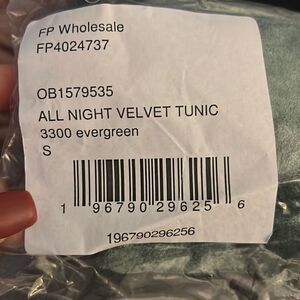 FP Wholesale
FP4024737
OB1579535
ALL NIGHT VELVET TUNIC
3300 evergreen
S
1 96790 29625 6
196790296256